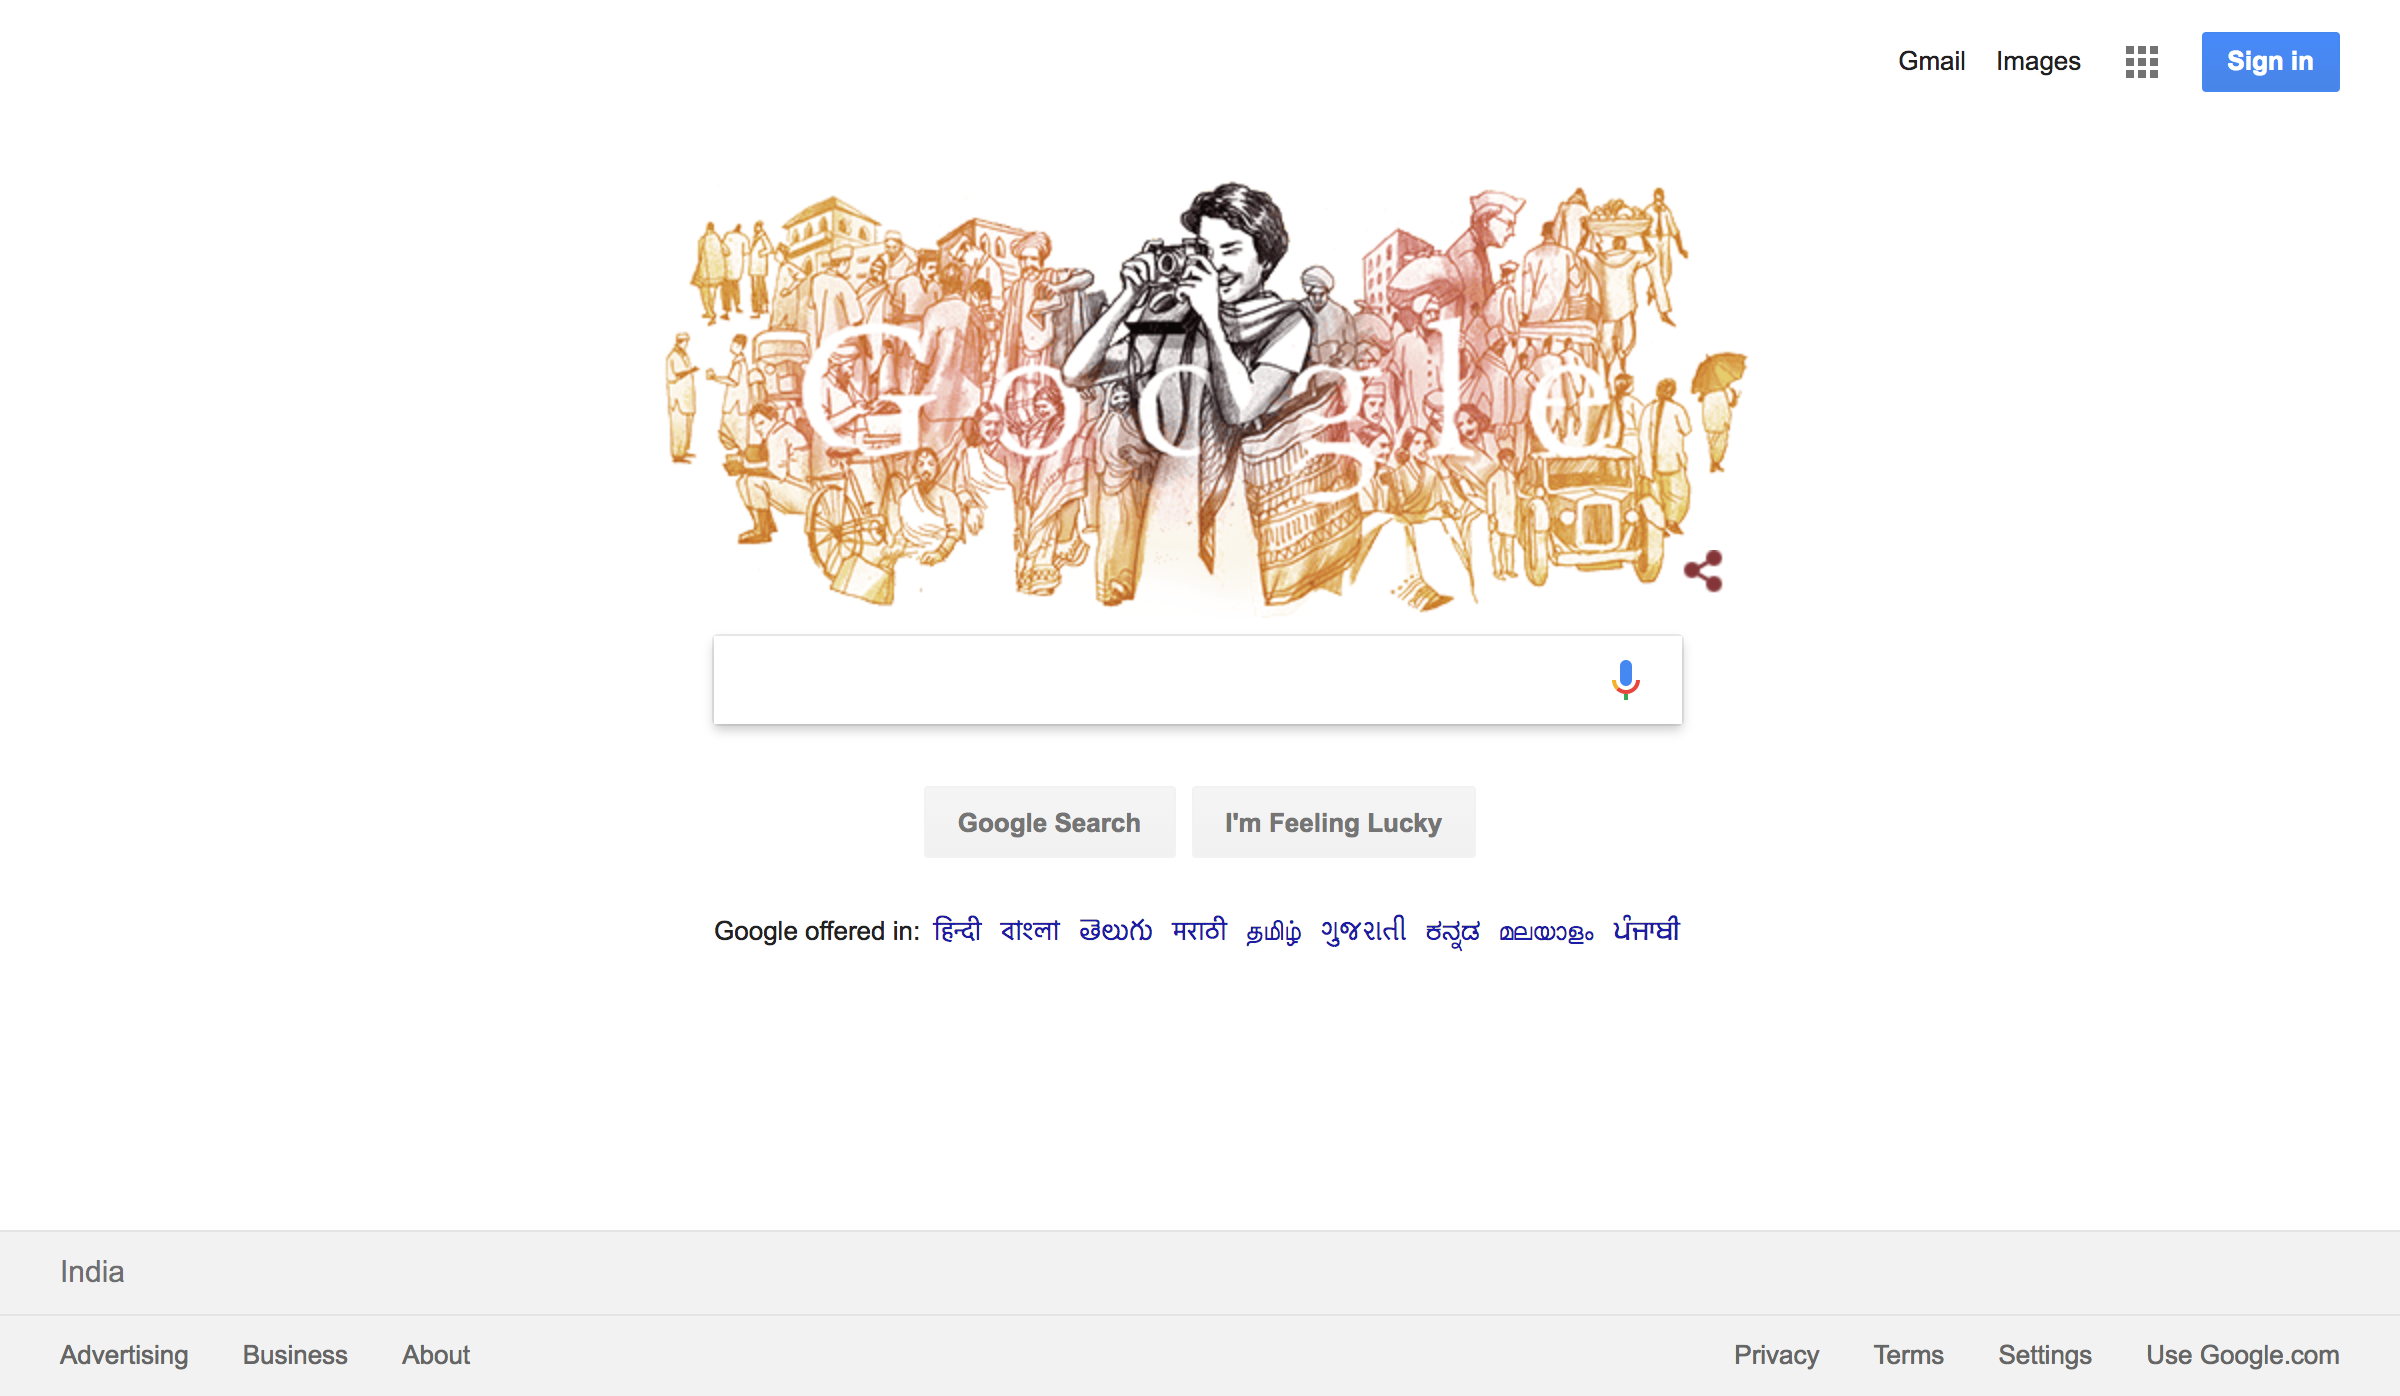 Gmail Images Sign in
Google
Google Search I'm Feeling Lucky
Google offered in: हिन्दी বাংলা తెలుగు मराठी தமிழ் ગુજરાતી ಕನ್ನಡ മലയാളം ਪੰਜਾਬੀ
India
Advertising Business About Privacy Terms Settings Use Google.com